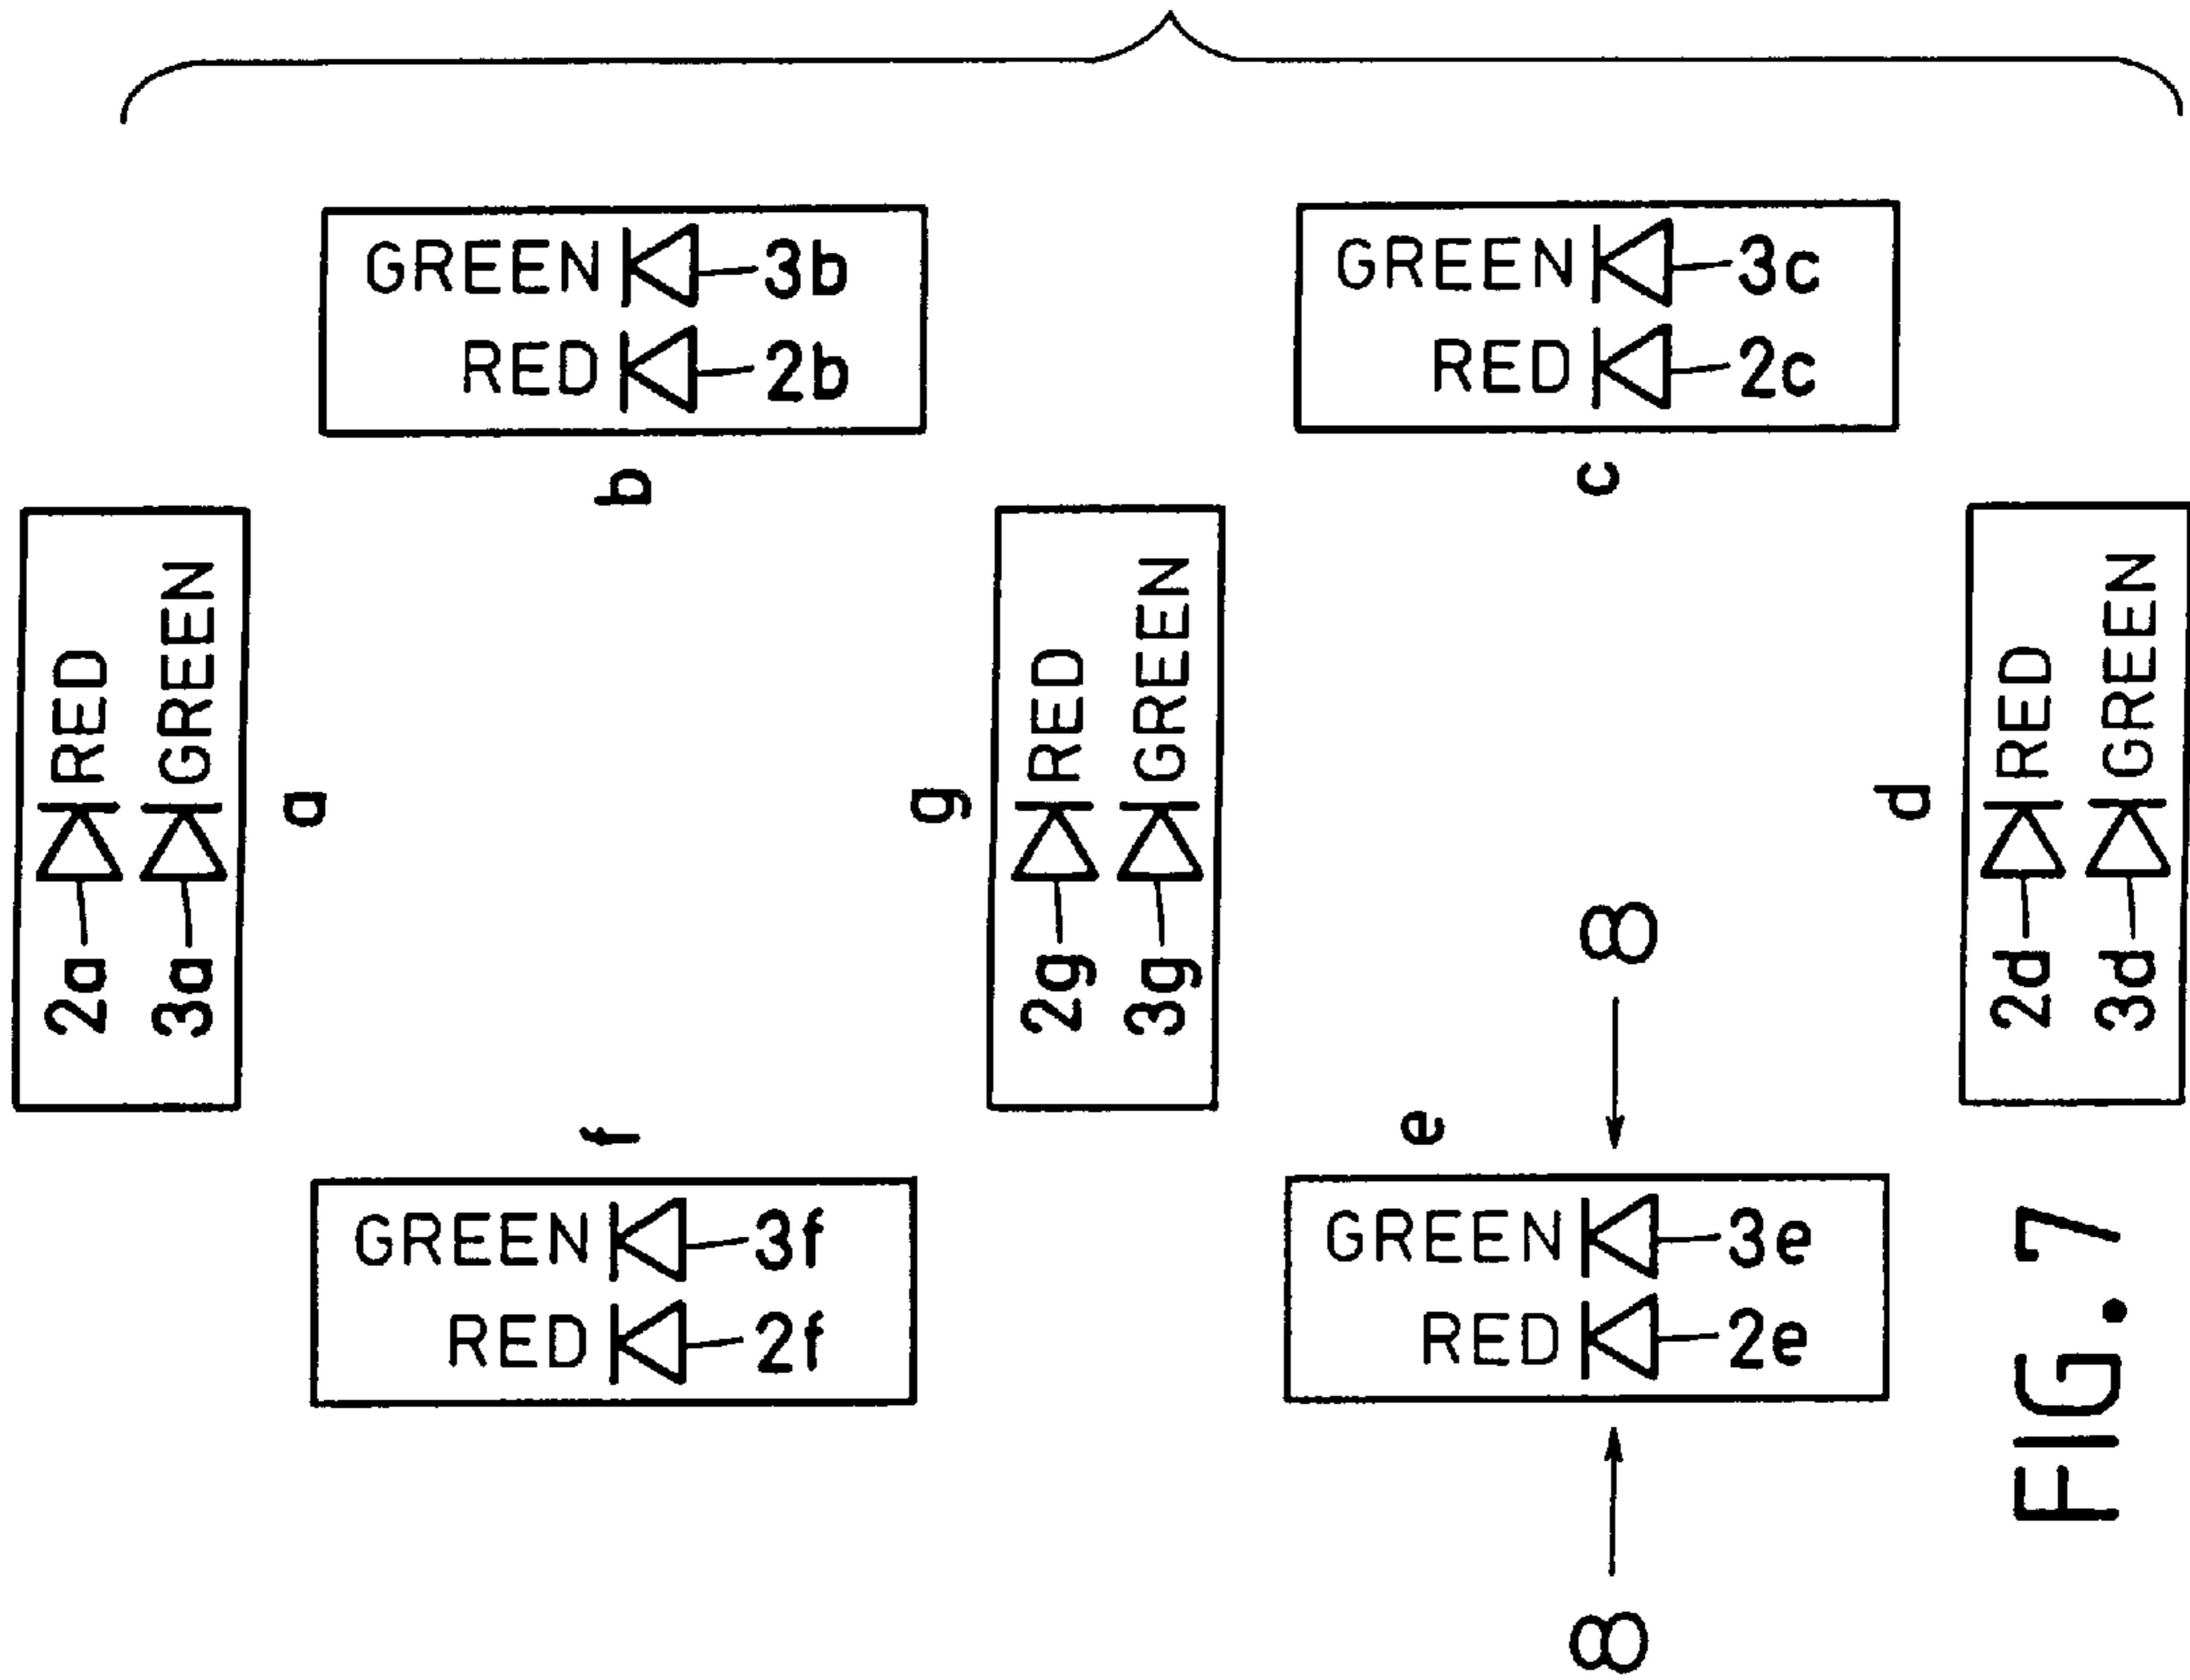 2a RED
3a GREEN
a
GREEN 3f
RED 2f
f
GREEN 3b
RED 2b
b
g
2g RED
3g GREEN
GREEN 3e
RED 2e
e
8
8
GREEN 3c
RED 2c
c
d
2d RED
3d GREEN
FIG. 7